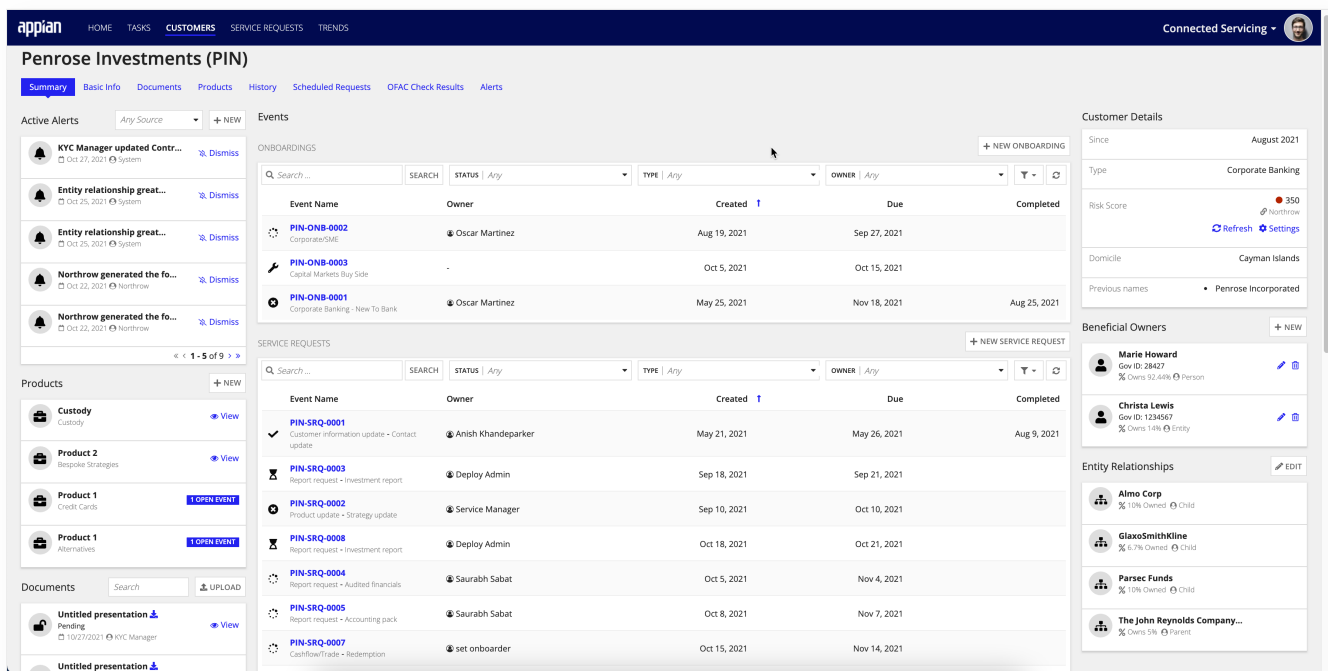 appian HOME TASKS CUSTOMERS SERVICE REQUESTS TRENDS Connected Servicing
Penrose Investments (PIN)
Summary Basic Info Documents Products History Scheduled Requests OFAC Check Results Alerts
Active Alerts Any Source + NEW
KYC Manager updated Contr...
Oct 27, 2021 System
Dismiss
Entity relationship great...
Oct 25, 2021 System
Dismiss
Entity relationship great...
Oct 25, 2021 System
Dismiss
Northrow generated the fo...
Oct 22, 2021 Northrow
Dismiss
Northrow generated the fo...
Oct 22, 2021 Northrow
Dismiss
« < 1 - 5 of 9 > »
Products + NEW
Custody
Custody
View
Product 2
Bespoke Strategies
View
Product 1
Credit Cards
1 OPEN EVENT
Product 1
Alternatives
1 OPEN EVENT
Documents Search UPLOAD
Untitled presentation
Pending
10/27/2021 KYC Manager
View
Untitled presentation
Events
ONBOARDINGS + NEW ONBOARDING
Search ... SEARCH STATUS | Any TYPE | Any OWNER | Any
Event Name Owner Created ↑ Due Completed
PIN-ONB-0002
Corporate/SME
Oscar Martinez Aug 19, 2021 Sep 27, 2021
PIN-ONB-0003
Capital Markets Buy Side
- Oct 5, 2021 Oct 15, 2021
PIN-ONB-0001
Corporate Banking - New To Bank
Oscar Martinez May 25, 2021 Nov 18, 2021 Aug 25, 2021
SERVICE REQUESTS + NEW SERVICE REQUEST
Search ... SEARCH STATUS | Any TYPE | Any OWNER | Any
Event Name Owner Created ↑ Due Completed
PIN-SRQ-0001
Customer information update - Contact
update
Anish Khandeparker May 21, 2021 May 26, 2021 Aug 9, 2021
PIN-SRQ-0003
Report request - Investment report
Deploy Admin Sep 18, 2021 Sep 21, 2021
PIN-SRQ-0002
Product update - Strategy update
Service Manager Sep 10, 2021 Oct 10, 2021
PIN-SRQ-0008
Report request - Investment report
Deploy Admin Oct 18, 2021 Oct 21, 2021
PIN-SRQ-0004
Report request - Audited financials
Saurabh Sabat Oct 5, 2021 Nov 4, 2021
PIN-SRQ-0005
Report request - Accounting pack
Saurabh Sabat Oct 8, 2021 Nov 7, 2021
PIN-SRQ-0007
Cashflow/Trade - Redemption
set onboarder Oct 15, 2021 Nov 14, 2021
Customer Details
Since August 2021
Type Corporate Banking
Risk Score 350
Northrow
Refresh Settings
Domicile Cayman Islands
Previous names • Penrose Incorporated
Beneficial Owners + NEW
Marie Howard
Gov ID: 28427
Owns 92.44% Person
Christa Lewis
Gov ID: 1234567
Owns 14% Entity
Entity Relationships EDIT
Almo Corp
10% Owned Child
GlaxoSmithKline
6.7% Owned Child
Parsec Funds
10% Owned Child
The John Reynolds Company...
Owns 5% Parent